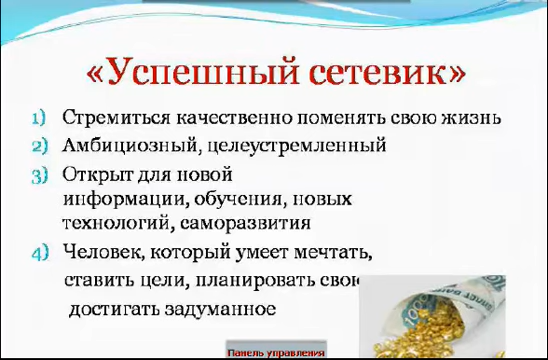 «Успешный сетевик»
1) Стремиться качественно поменять свою жизнь
2) Амбициозный, целеустремленный
3) Открыт для новой
информации, обучения, новых
технологий, саморазвития
4) Человек, который умеет мечтать,
ставить цели, планировать свою
достигать задуманное
Панель управления